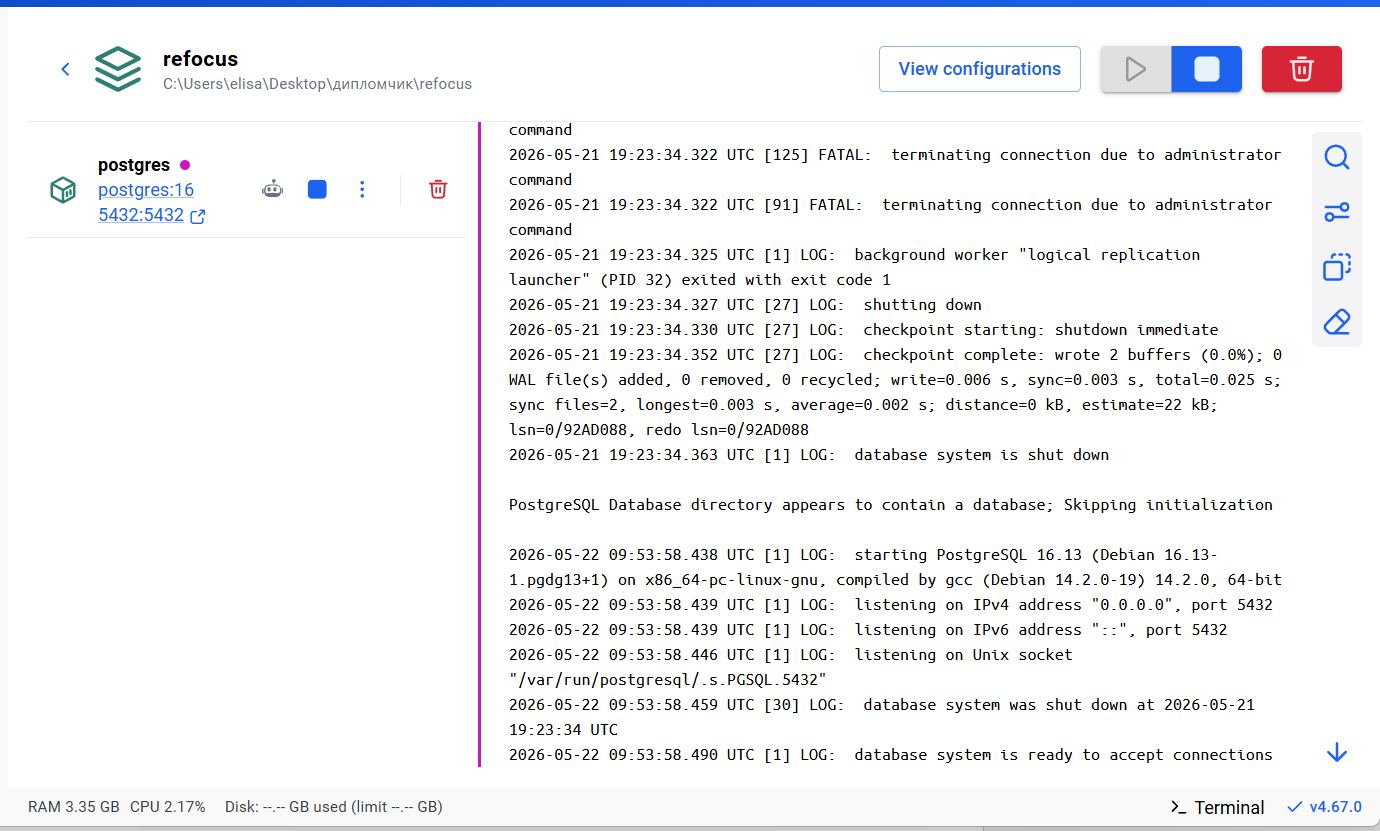 refocus
C:\Users\elisa\Desktop\дипломчик\refocus
View configurations
postgres
postgres:16
5432:5432
command
2026-05-21 19:23:34.322 UTC [125] FATAL:  terminating connection due to administrator
command
2026-05-21 19:23:34.322 UTC [91] FATAL:  terminating connection due to administrator
command
2026-05-21 19:23:34.325 UTC [1] LOG:  background worker "logical replication
launcher" (PID 32) exited with exit code 1
2026-05-21 19:23:34.327 UTC [27] LOG:  shutting down
2026-05-21 19:23:34.330 UTC [27] LOG:  checkpoint starting: shutdown immediate
2026-05-21 19:23:34.352 UTC [27] LOG:  checkpoint complete: wrote 2 buffers (0.0%); 0
WAL file(s) added, 0 removed, 0 recycled; write=0.006 s, sync=0.003 s, total=0.025 s;
sync files=2, longest=0.003 s, average=0.002 s; distance=0 kB, estimate=22 kB;
lsn=0/92AD088, redo lsn=0/92AD088
2026-05-21 19:23:34.363 UTC [1] LOG:  database system is shut down
PostgreSQL Database directory appears to contain a database; Skipping initialization
2026-05-22 09:53:58.438 UTC [1] LOG:  starting PostgreSQL 16.13 (Debian 16.13-
1.pgdg13+1) on x86_64-pc-linux-gnu, compiled by gcc (Debian 14.2.0-19) 14.2.0, 64-bit
2026-05-22 09:53:58.439 UTC [1] LOG:  listening on IPv4 address "0.0.0.0", port 5432
2026-05-22 09:53:58.439 UTC [1] LOG:  listening on IPv6 address "::", port 5432
2026-05-22 09:53:58.446 UTC [1] LOG:  listening on Unix socket
"/var/run/postgresql/.s.PGSQL.5432"
2026-05-22 09:53:58.459 UTC [30] LOG:  database system was shut down at 2026-05-21
19:23:34 UTC
2026-05-22 09:53:58.490 UTC [1] LOG:  database system is ready to accept connections
RAM 3.35 GB CPU 2.17% Disk: --.-- GB used (limit --.-- GB)
Terminal
v4.67.0